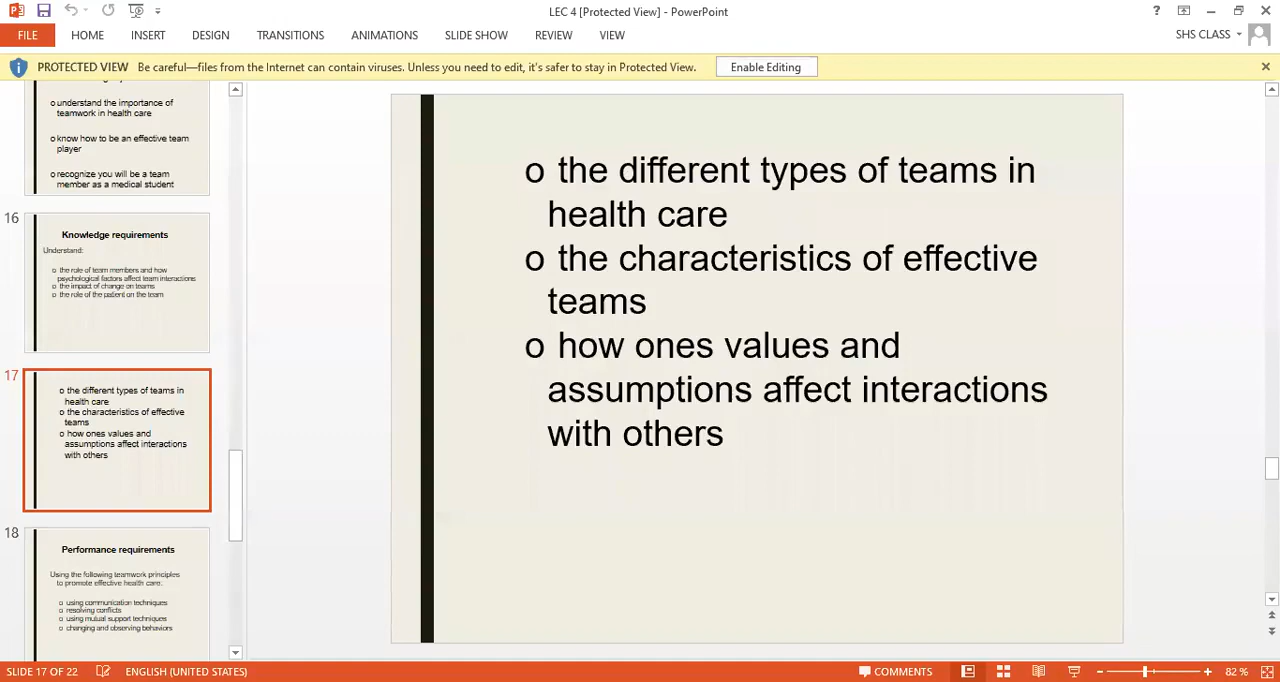 LEC 4 [Protected View] - PowerPoint
?
FILE HOME INSERT DESIGN TRANSITIONS ANIMATIONS SLIDE SHOW REVIEW VIEW SHS CLASS
PROTECTED VIEW Be careful—files from the Internet can contain viruses. Unless you need to edit, it's safer to stay in Protected View. Enable Editing
o understand the importance of
teamwork in health care
o know how to be an effective team
player
o recognize you will be a team
member as a medical student
16
Knowledge requirements
Understand:
o the role of team members and how
psychological factors affect team interactions
o the impact of change on teams
o the role of the patient on the team
17
o the different types of teams in
health care
o the characteristics of effective
teams
o how ones values and
assumptions affect interactions
with others
18
Performance requirements
Using the following teamwork principles
to promote effective health care:
o using communication techniques
o resolving conflicts
o using mutual support techniques
o changing and observing behaviors
o the different types of teams in
health care
o the characteristics of effective
teams
o how ones values and
assumptions affect interactions
with others
SLIDE 17 OF 22 ENGLISH (UNITED STATES) COMMENTS 82 %